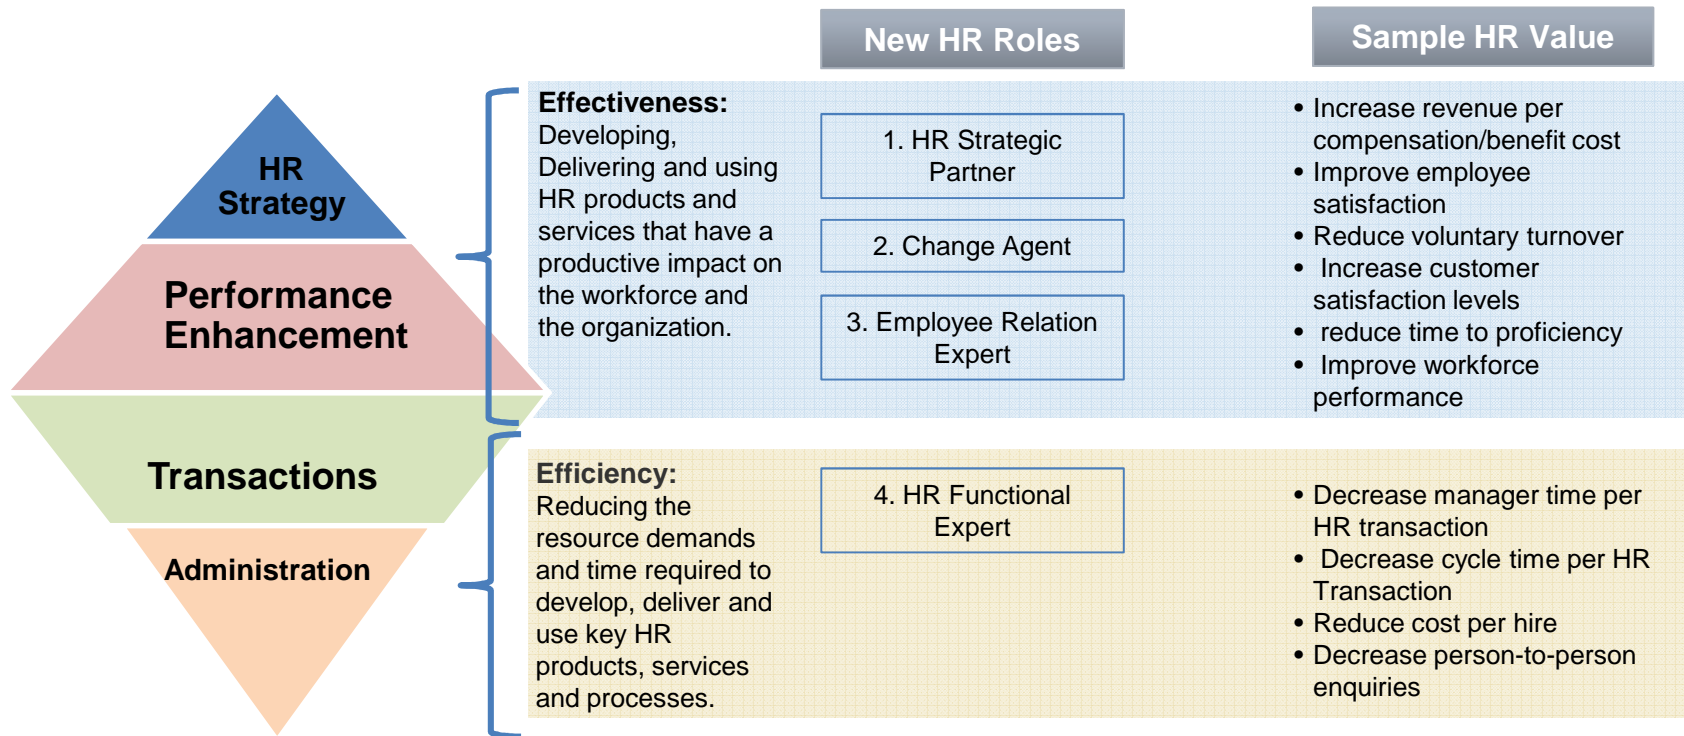 New HR Roles
Sample HR Value
HR
Strategy
Performance
Enhancement
Transactions
Administration
Effectiveness:
Developing,
Delivering and using
HR products and
services that have a
productive impact on
the workforce and
the organization.
1. HR Strategic
Partner
2. Change Agent
3. Employee Relation
Expert
• Increase revenue per
compensation/benefit cost
• Improve employee
satisfaction
• Reduce voluntary turnover
• Increase customer
satisfaction levels
• reduce time to proficiency
• Improve workforce
performance
Efficiency:
Reducing the
resource demands
and time required to
develop, deliver and
use key HR
products, services
and processes.
4. HR Functional
Expert
• Decrease manager time per
HR transaction
• Decrease cycle time per HR
Transaction
• Reduce cost per hire
• Decrease person-to-person
enquiries